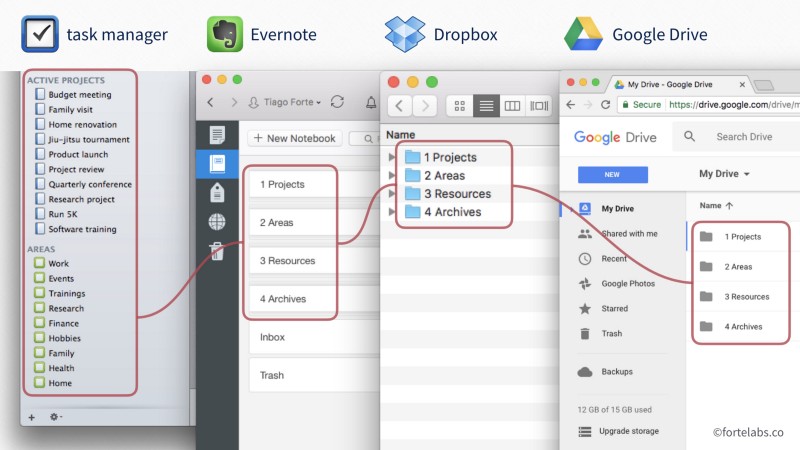 task manager
Evernote
Dropbox
Google Drive
ACTIVE PROJECTS
Budget meeting
Family visit
Home renovation
Jiu-jitsu tournament
Product launch
Project review
Quarterly conference
Research project
Run 5K
Software training
AREAS
Work
Events
Trainings
Research
Finance
Hobbies
Family
Health
Home
Tiago Forte
+ New Notebook
1 Projects
2 Areas
3 Resources
4 Archives
Inbox
Trash
Name
1 Projects
2 Areas
3 Resources
4 Archives
My Drive - Google Drive
Secure
https://drive.google.com/drive/m
Google Drive
Search Drive
NEW
My Drive
My Drive
Shared with me
Recent
Google Photos
Starred
Trash
Backups
12 GB of 15 GB used
Upgrade storage
Name
1 Projects
2 Areas
3 Resources
4 Archives
©fortelabs.co